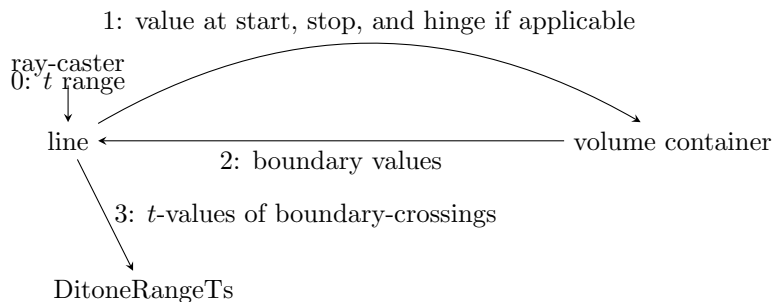 1: value at start, stop, and hinge if applicable
ray-caster
0: t range
line
volume container
2: boundary values
3: t-values of boundary-crossings
DitoneRangeTs